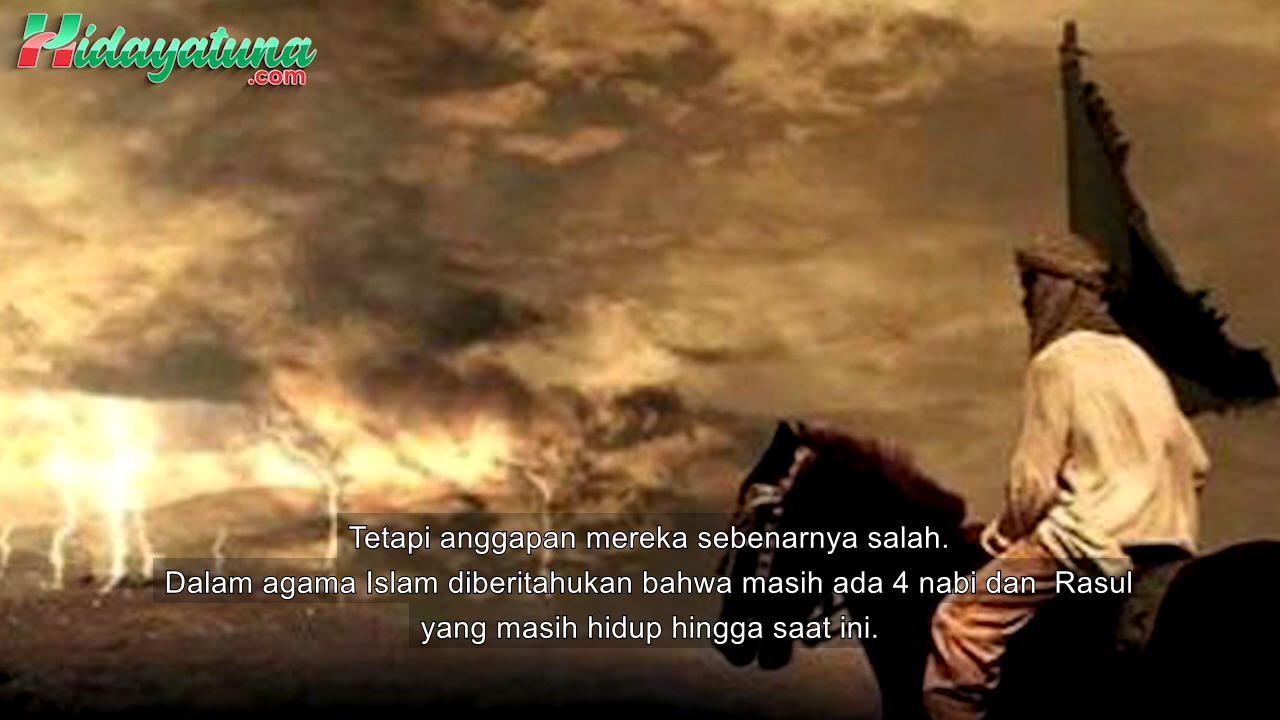 Hidayatuna
.com
Tetapi anggapan mereka sebenarnya salah.
Dalam agama Islam diberitahukan bahwa masih ada 4 nabi dan  Rasul
yang masih hidup hingga saat ini.